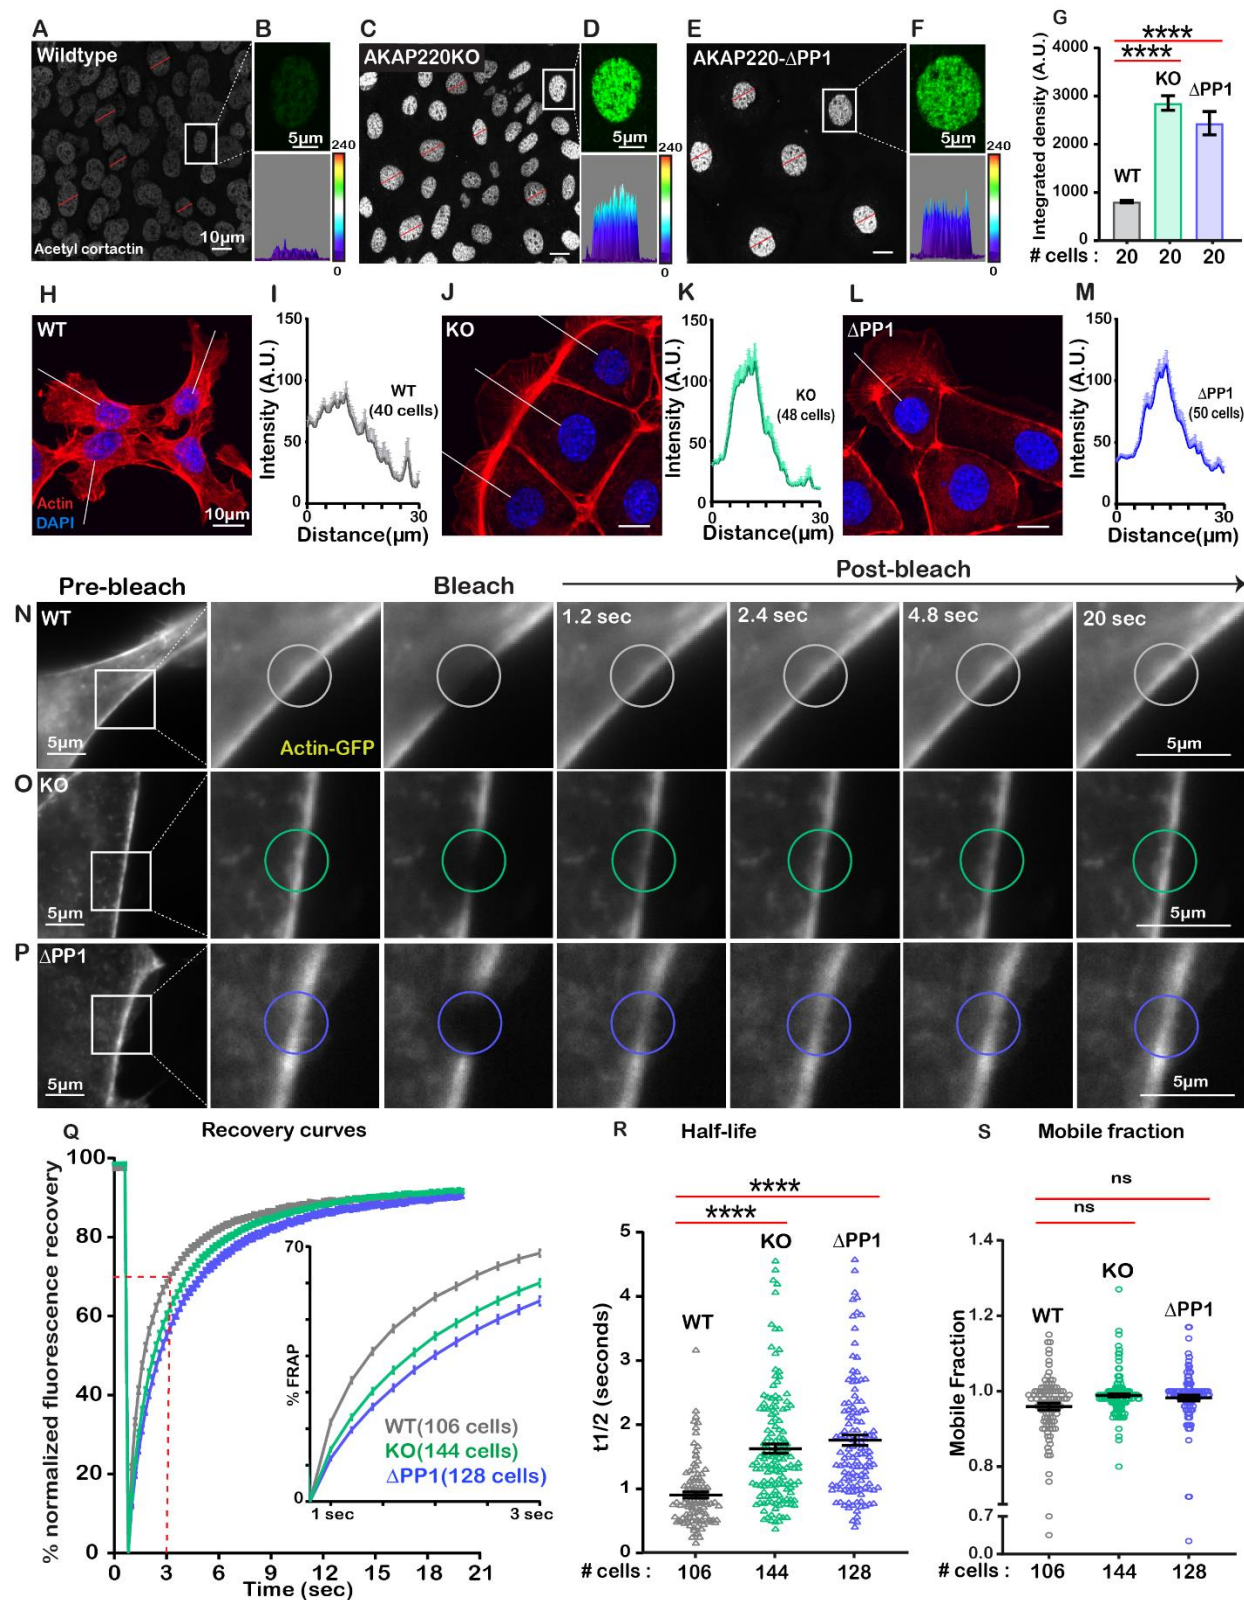 A
Wildtype
Acetyl cortactin
10µm
B
5µm
240
0
C
AKAP220KO
D
5µm
240
0
E
AKAP220-ΔPP1
F
5µm
240
0
G
Integrated density (A.U.)
4000
3000
2000
1000
0
****
****
WT
KO
ΔPP1
# cells : 20 20 20
H
WT
Actin
DAPI
10µm
I
Intensity (A.U.)
150
100
50
0
WT
(40 cells)
0 30
Distance(µm)
J
KO
K
Intensity (A.U.)
150
100
50
0
KO
(48 cells)
0 30
Distance(µm)
L
ΔPP1
M
Intensity (A.U.)
150
100
50
0
ΔPP1
(50 cells)
0 30
Distance(µm)
Pre-bleach Bleach Post-bleach
N
WT
5µm
Actin-GFP
1.2 sec
2.4 sec
4.8 sec
20 sec
5µm
O
KO
5µm
5µm
P
ΔPP1
5µm
5µm
Q Recovery curves
% normalized fluorescence recovery
100
80
60
40
20
0
0 3 6 9 12 15 18 21
Time (sec)
70
% FRAP
0
1 sec 3 sec
WT(106 cells)
KO(144 cells)
ΔPP1(128 cells)
R Half-life
****
****
t1/2 (seconds)
5
4
3
2
1
0
WT
KO
ΔPP1
# cells : 106 144 128
S Mobile fraction
ns
ns
Mobile Fraction
1.4
1.2
1.0
0.8
0.7
0.0
WT
KO
ΔPP1
# cells : 106 144 128